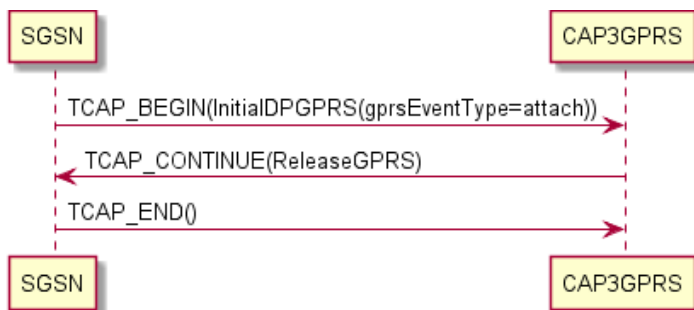 SGSN CAP3GPRS
TCAP_BEGIN(InitialDPGPRS(gprsEventType=attach))
TCAP_CONTINUE(ReleaseGPRS)
TCAP_END()
SGSN CAP3GPRS